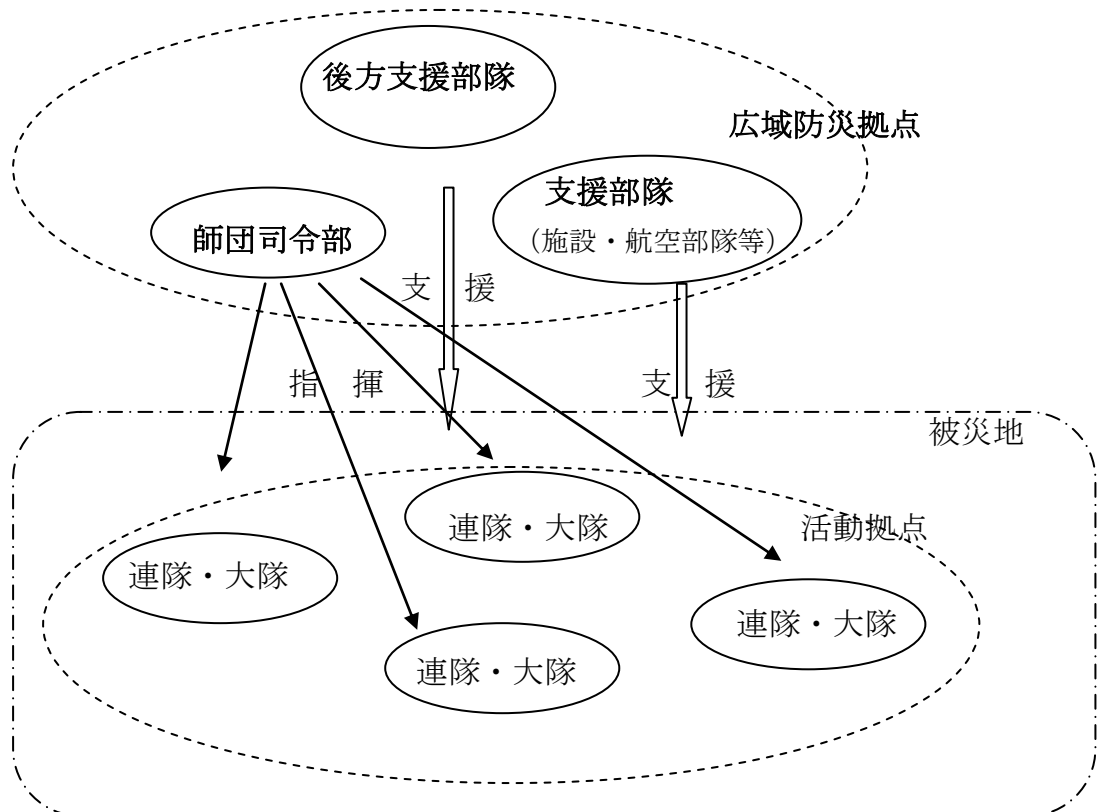 後方支援部隊
広域防災拠点
支援部隊
（施設・航空部隊等）
師団司令部
支　援
指　揮
支　援
被災地
連隊・大隊
活動拠点
連隊・大隊
連隊・大隊
連隊・大隊